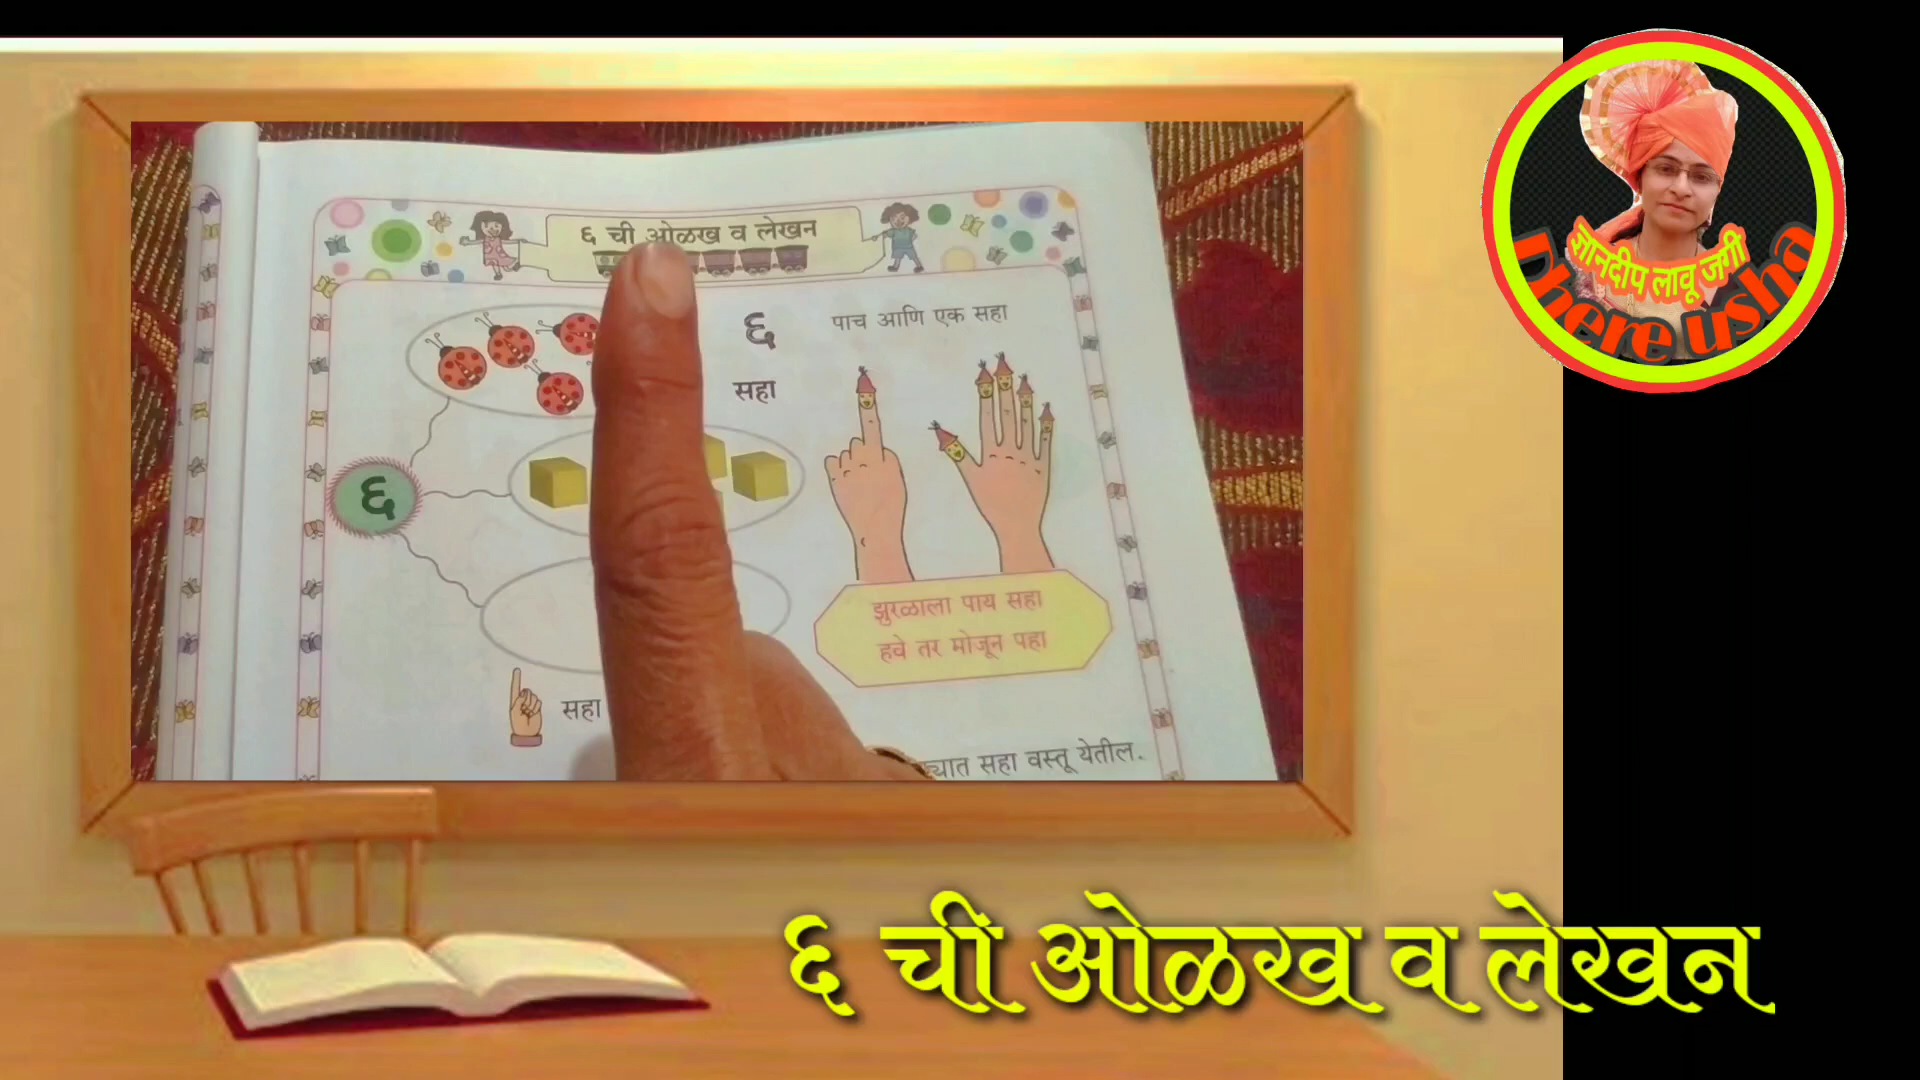 ६ ची ओळख व लेखन
६
पाच आणि एक सहा
सहा
६
झुरळाला पाय सहा
हवे तर मोजून पहा
सहा
सहा वस्तू येतील.
ज्ञानदीप लावू जगी
Dhere usha
६ ची ओळख व लेखन